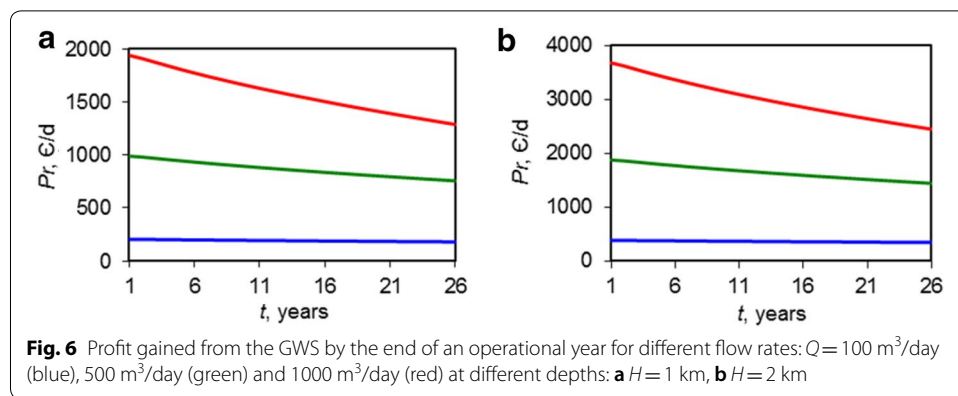 a
2000
1500
1000
500
0
Pr, Є/d
1 6 11 16 21 26
t, years
b
4000
3000
2000
1000
0
Pr, Є/d
1 6 11 16 21 26
t, years
Fig. 6 Profit gained from the GWS by the end of an operational year for different flow rates: Q = 100 m³/day
(blue), 500 m³/day (green) and 1000 m³/day (red) at different depths: a H = 1 km, b H = 2 km